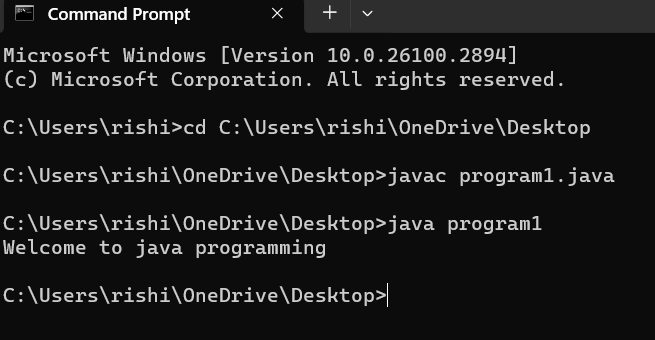 Command Prompt
Microsoft Windows [Version 10.0.26100.2894]
(c) Microsoft Corporation. All rights reserved.
C:\Users\rishi>cd C:\Users\rishi\OneDrive\Desktop
C:\Users\rishi\OneDrive\Desktop>javac program1.java
C:\Users\rishi\OneDrive\Desktop>java program1
Welcome to java programming
C:\Users\rishi\OneDrive\Desktop>